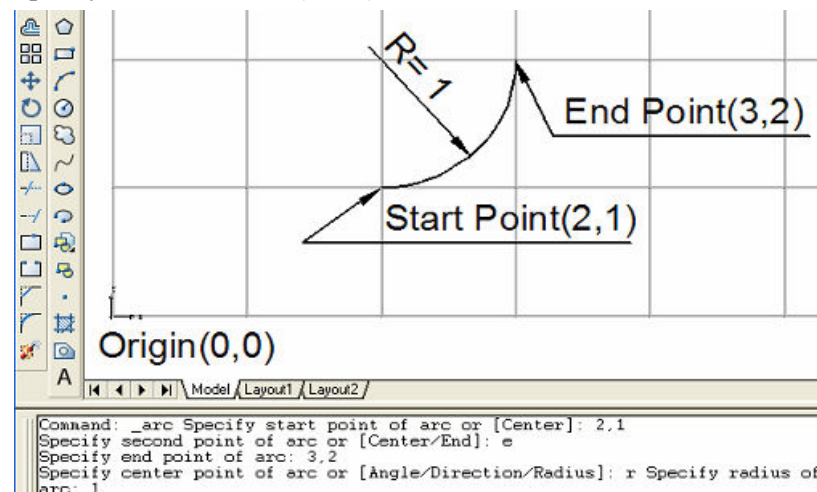 R= 1
End Point(3,2)
Start Point(2,1)
Origin(0,0)
A
Model Layout1 Layout2
Command: _arc Specify start point of arc or [Center]: 2,1
Specify second point of arc or [Center/End]: e
Specify end point of arc: 3,2
Specify center point of arc or [Angle/Direction/Radius]: r Specify radius of
arc: 1